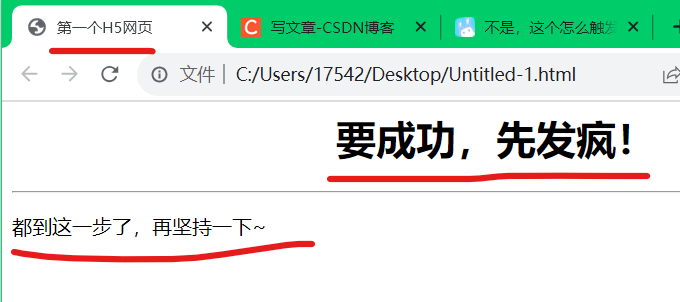 第一个H5网页
写文章-CSDN博客
不是，这个怎么触发
文件
C:/Users/17542/Desktop/Untitled-1.html
要成功，先发疯！
都到这一步了，再坚持一下~